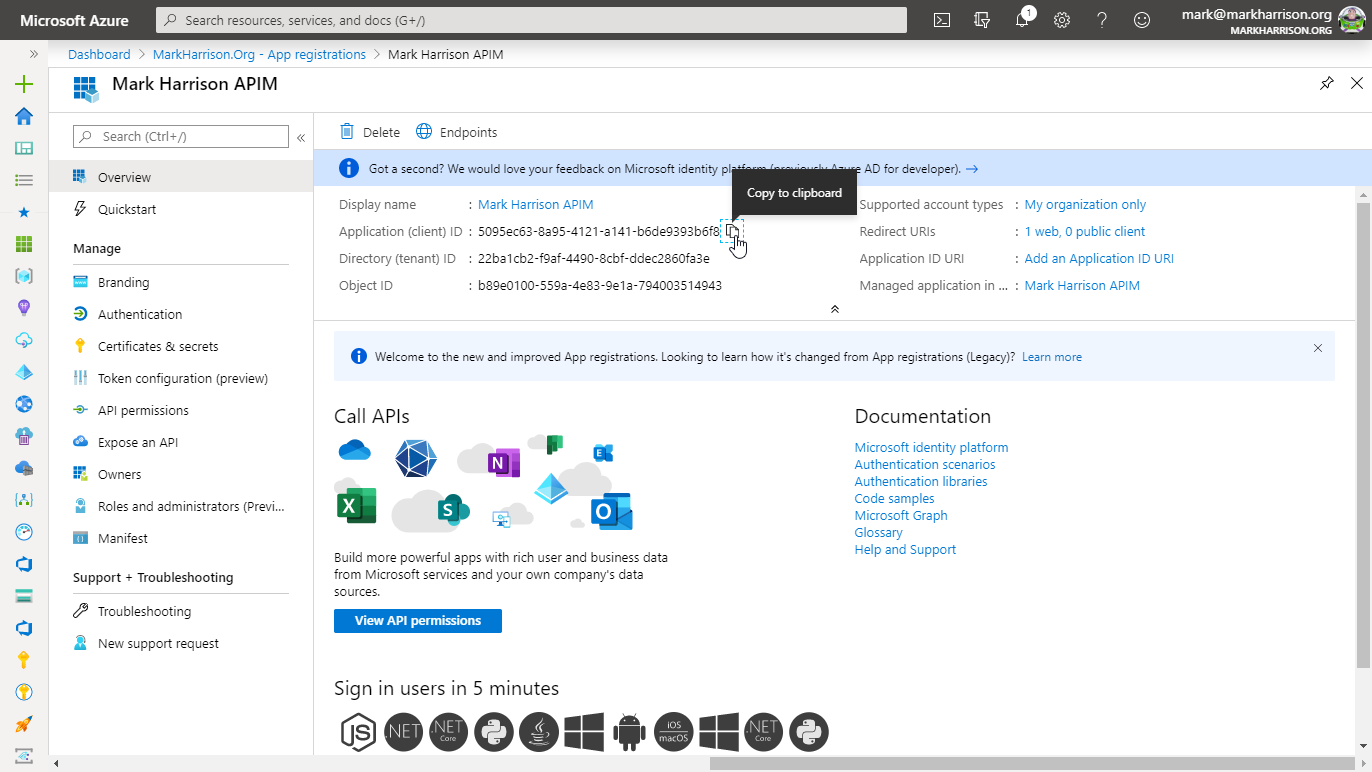 Microsoft Azure
Search resources, services, and docs (G+/)
1
mark@markharrison.org
MARKHARRISON.ORG
Dashboard > MarkHarrison.Org - App registrations > Mark Harrison APIM
Mark Harrison APIM
Search (Ctrl+/)
Overview
Quickstart
Manage
Branding
Authentication
Certificates & secrets
Token configuration (preview)
API permissions
Expose an API
Owners
Roles and administrators (Previ...
Manifest
Support + Troubleshooting
Troubleshooting
New support request
Delete Endpoints
Got a second? We would love your feedback on Microsoft identity platform (previously Azure AD for developer). →
Copy to clipboard
Display name : Mark Harrison APIM
Application (client) ID : 5095ec63-8a95-4121-a141-b6de9393b6f8
Directory (tenant) ID : 22ba1cb2-f9af-4490-8cbf-ddec2860fa3e
Object ID : b89e0100-559a-4e83-9e1a-794003514943
Supported account types : My organization only
Redirect URIs : 1 web, 0 public client
Application ID URI : Add an Application ID URI
Managed application in ... : Mark Harrison APIM
Welcome to the new and improved App registrations. Looking to learn how it's changed from App registrations (Legacy)? Learn more
Call APIs
N
E
X
S
O
Build more powerful apps with rich user and business data
from Microsoft services and your own company's data
sources.
View API permissions
Documentation
Microsoft identity platform
Authentication scenarios
Authentication libraries
Code samples
Microsoft Graph
Glossary
Help and Support
Sign in users in 5 minutes
JS
.NET
.NET
Core
iOS
macOS
.NET
Core